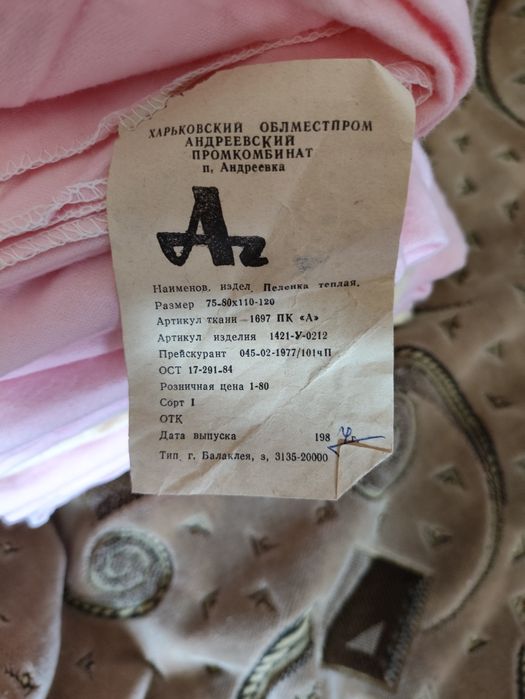 ХАРЬКОВСКИЙ ОБЛМЕСТПРОМ
АНДРЕЕВСКИЙ
ПРОМКОМБИНАТ
п. Андреевка
Наименов. издел. Пеленка теплая.
Размер 75-80х110-120
Артикул ткани 1697 ПК «А»
Артикул изделия 1421-У-0212
Прейскурант 045-02-1977/101чП
ОСТ 17-291-84
Розничная цена 1-80
Сорт I
ОТК
Дата выпуска 198 г.
Тип. г. Балаклея, з. 3135-20000